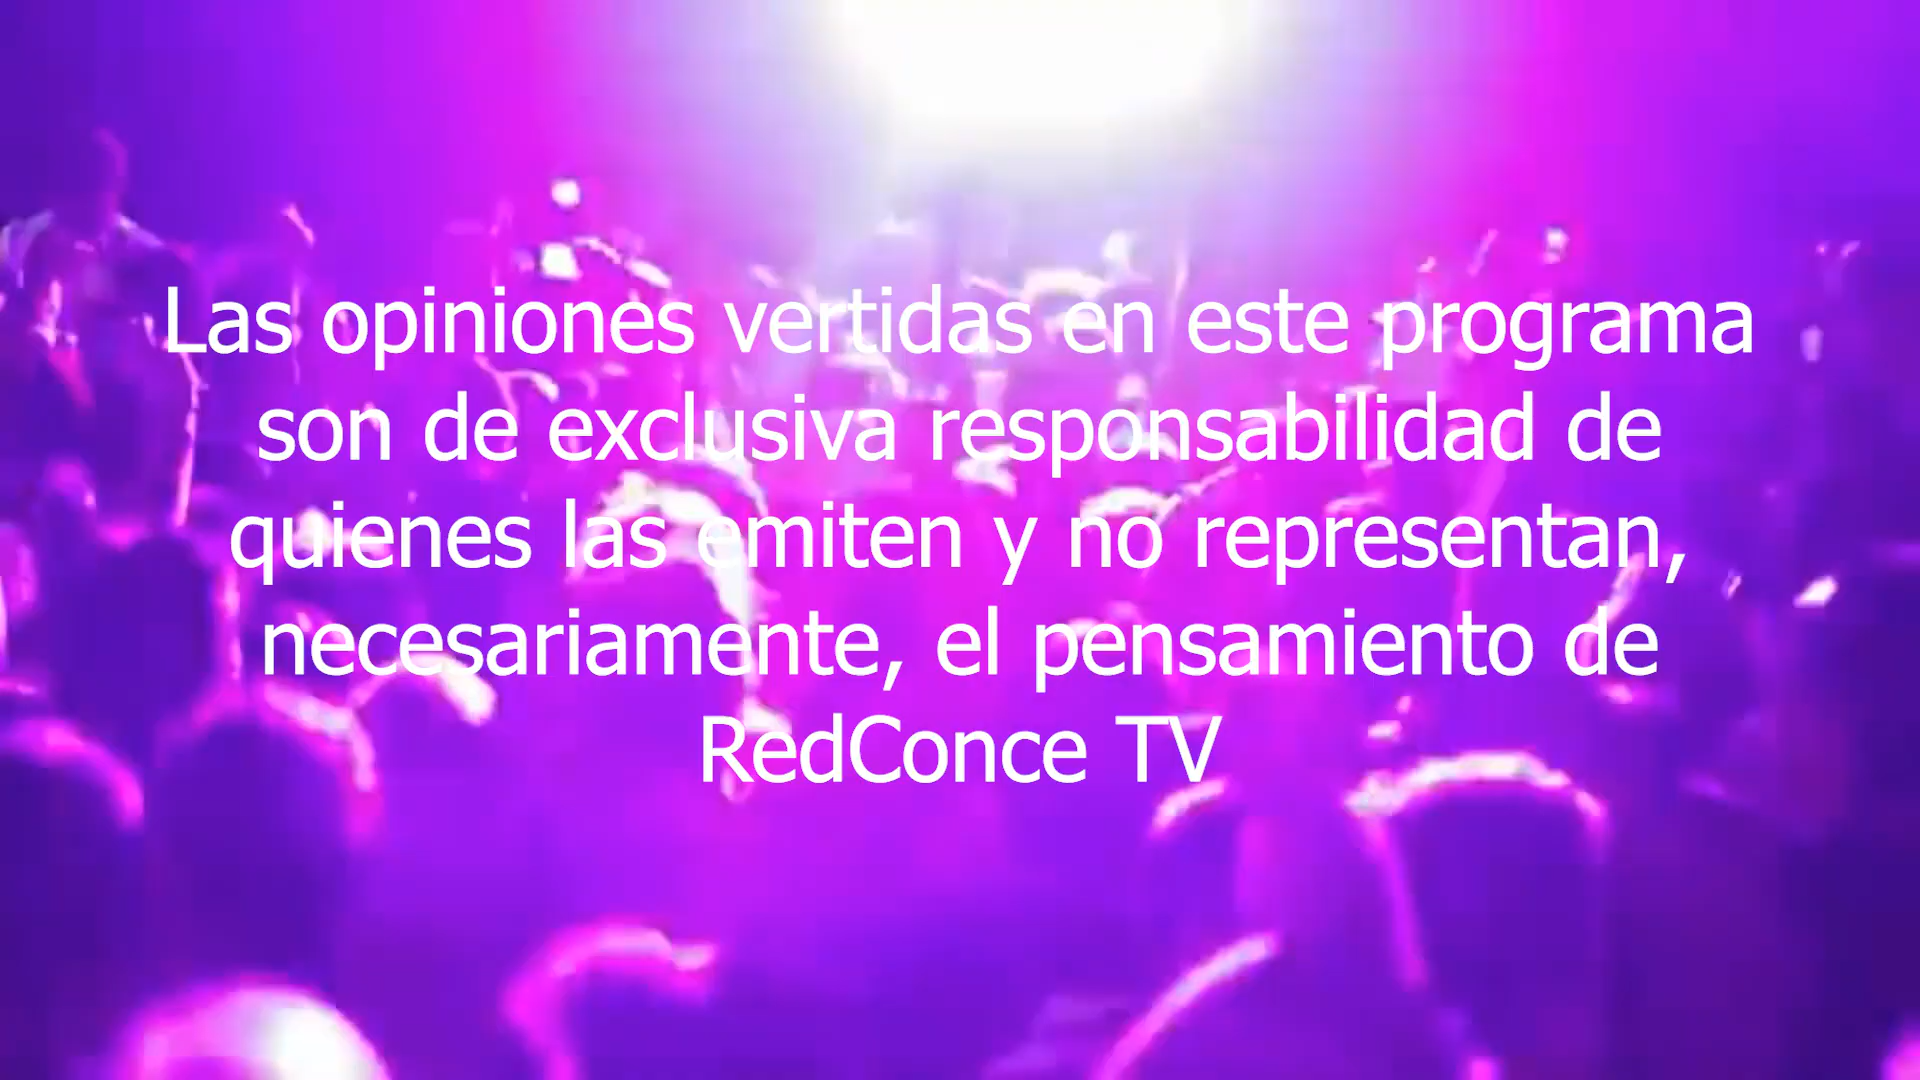 Las opiniones vertidas en este programa
son de exclusiva responsabilidad de
quienes las emiten y no representan,
necesariamente, el pensamiento de
RedConce TV